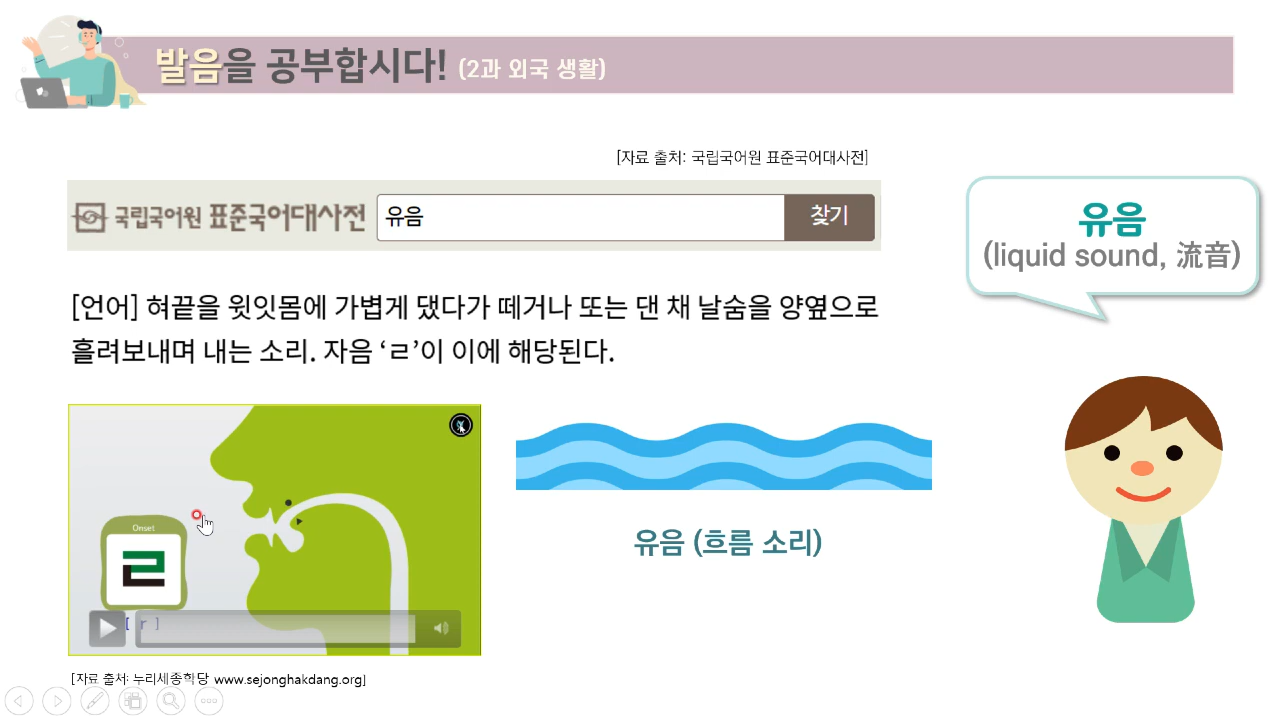 발음을 공부합시다! (2과 외국 생활)
[자료 출처: 국립국어원 표준국어대사전]
국립국어원 표준국어대사전 유음 찾기
유음
(liquid sound, 流音)
[언어] 혀끝을 윗잇몸에 가볍게 댔다가 떼거나 또는 댄 채 날숨을 양옆으로
흘려보내며 내는 소리. 자음 ‘ㄹ’이 이에 해당된다.
Onset
ㄹ
[ r ]
유음 (흐름 소리)
[자료 출처: 누리세종학당 www.sejonghakdang.org]